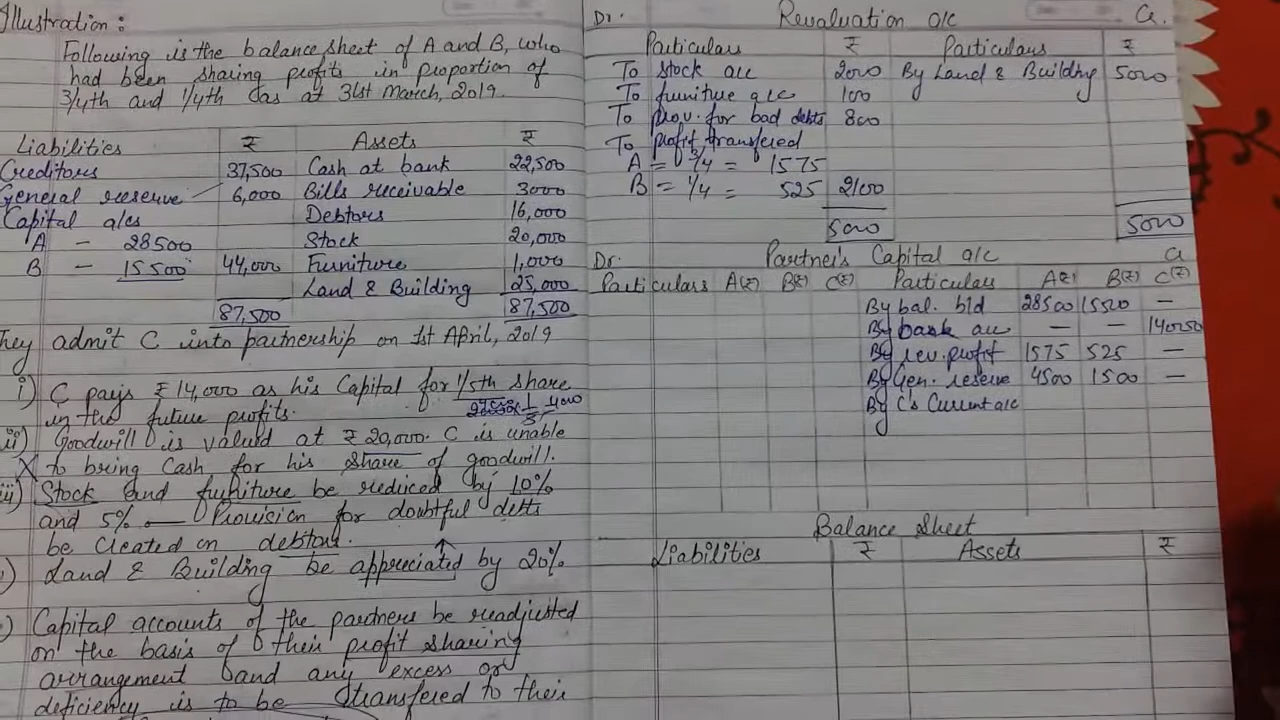 Illustration :
Following is the balance sheet of A and B, who
had been sharing profits in proportion of
3/4th and 1/4th as at 31st March, 2019.
Liabilities ₹ Assets ₹
Creditors 37,500 Cash at bank 22,500
General reserve 6,000 Bills receivable 3000
Capital a/cs Debtors 16,000
A - 28500 Stock 20,000
B - 15500 44,000 Furniture 1,000
Land & Building 25,000
87,500 87,500
They admit C into partnership on 1st April, 2019
i) C pays ₹ 14,000 as his Capital for 1/5th share
in the future profits.
ii) Goodwill is valued at ₹ 20,000. C is unable
to bring Cash for his share of goodwill.
iii) Stock and furniture be reduced by 10%
and 5% Provision for doubtful debts
be created on debtors.
) Land & Building be appreciated by 20%
) Capital accounts of the partners be readjusted
on the basis of their profit sharing
arrangement and any excess or
deficiency is to be transfered to their
Dr. Revaluation a/c Cr.
Particulars ₹ Particulars ₹
To stock a/c 2000 By Land & Building 5000
To furniture a/c 100
To prov. for bad debts 800
To profit transfered
A = 3/4 = 1575
B = 1/4 = 525 2100
5000 5000
Dr. Partner's Capital a/c Cr
Particulars A(₹) B(₹) C(₹) Particulars A(₹) B(₹) C(₹)
By bal. b/d 28500 15500 —
By bank a/c — — 14000
By rev. profit 1575 525 —
By Gen. reserve 4500 1500 —
By C's Current a/c
Balance Sheet
Liabilities ₹ Assets ₹